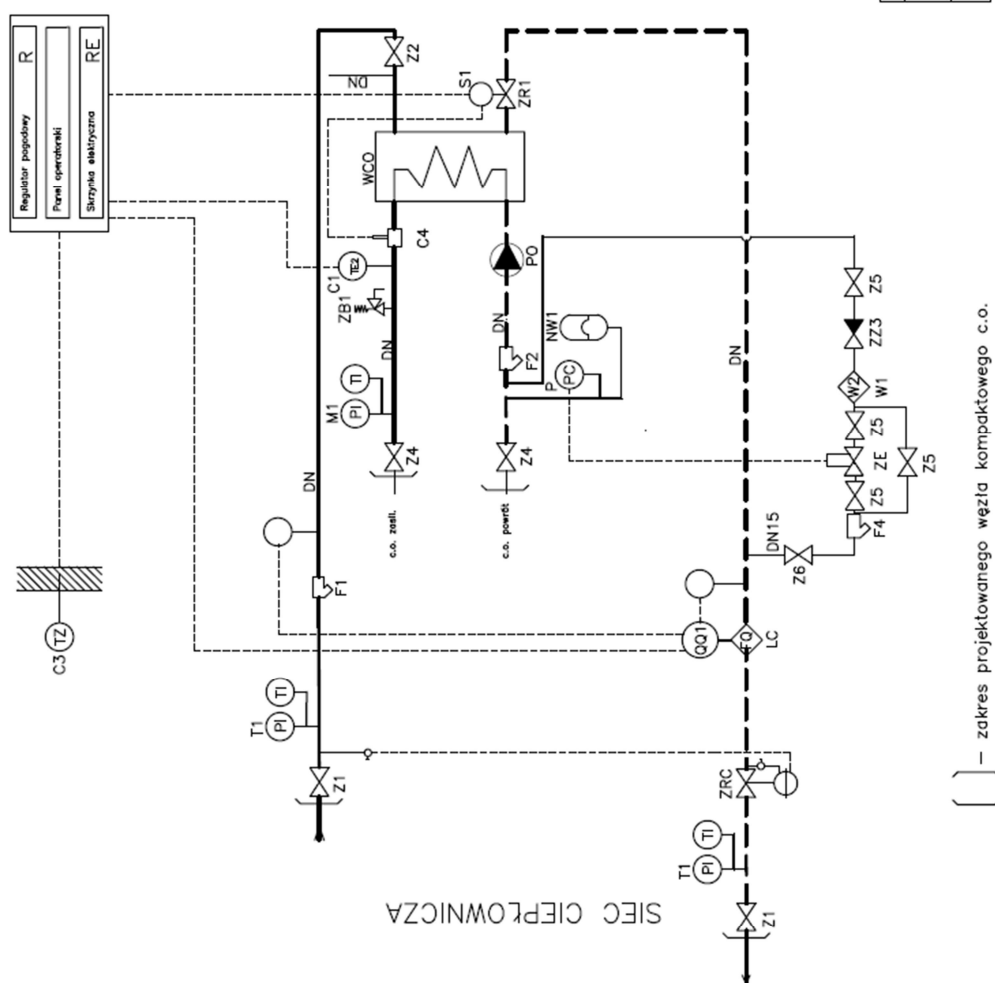 Regulator pogodowy R
Panel operatorski
Skrzynka elektryczna RE
C3
TZ
Z2
DN
S1
ZR1
WCO
C4
C1
TE2
ZB1
DN
TI
M1
PI
Z4
c.o. zasil.
PO
DN
F2
NW1
P
PC
Z4
c.o. powrót
DN
F1
TI
T1
PI
Z1
DN
Z5
ZZ3
W2
W1
Z5
ZE
Z5
Z5
F4
DN15
Z6
QQ1
FQ
LC
ZRC
TI
T1
PI
Z1
SIEC CIEPŁOWNICZA
– zakres projektowanego węzła kompaktowego c.o.